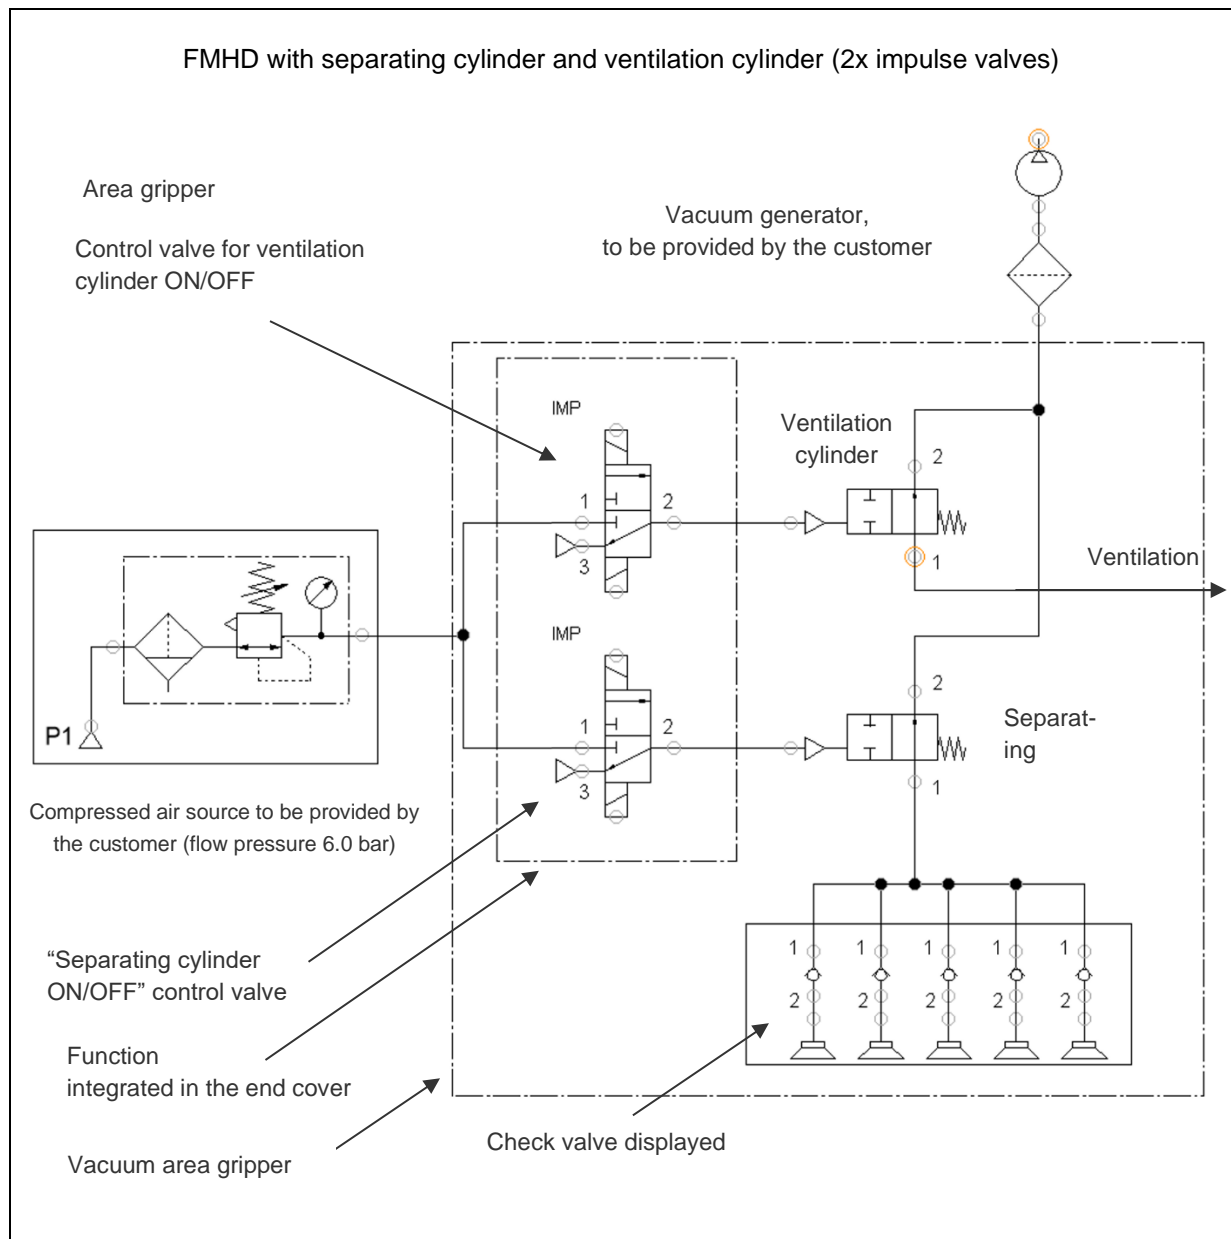 FMHD with separating cylinder and ventilation cylinder (2x impulse valves)
Area gripper
Control valve for ventilation
cylinder ON/OFF
Vacuum generator,
to be provided by the customer
IMP
1
2
3
Ventilation
cylinder
2
1
Ventilation
IMP
1
2
3
2
1
Separat-
ing
P1
Compressed air source to be provided by
the customer (flow pressure 6.0 bar)
“Separating cylinder
ON/OFF” control valve
Function
integrated in the end cover
Vacuum area gripper
1 1 1 1 1
2 2 2 2 2
Check valve displayed